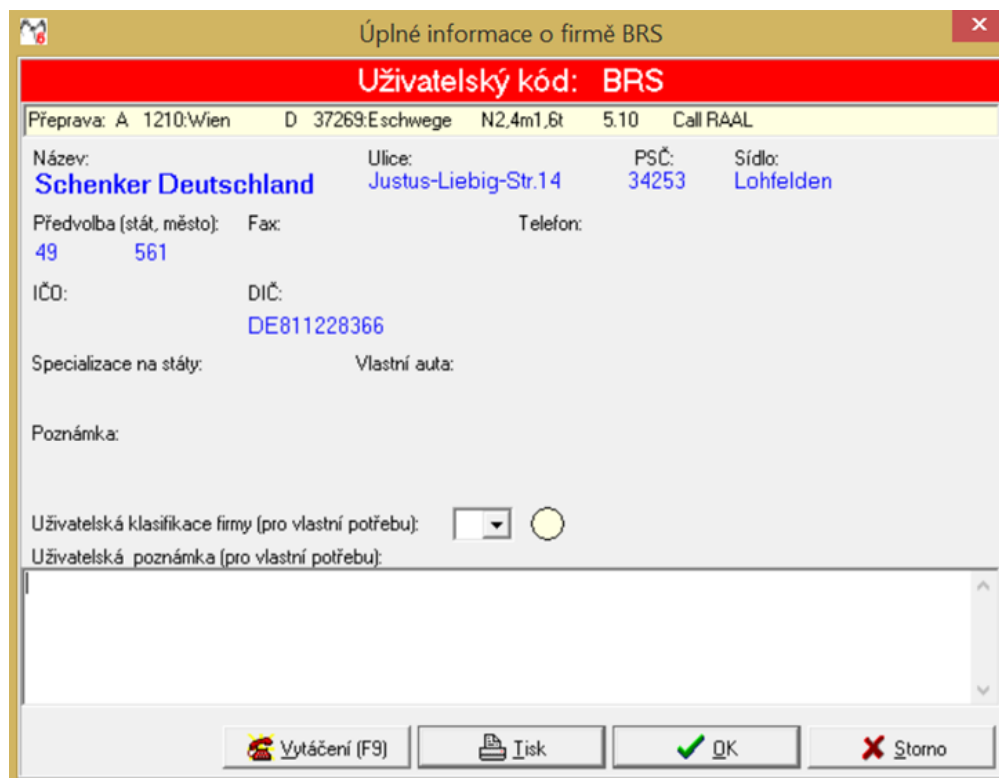 Úplné informace o firmě BRS
Uživatelský kód: BRS
Přeprava: A 1210:Wien D 37269:Eschwege N2,4m1,6t 5.10 Call RAAL
Název: Ulice: PSČ: Sídlo:
Schenker Deutschland Justus-Liebig-Str.14 34253 Lohfelden
Předvolba (stát, město): Fax: Telefon:
49 561
IČO: DIČ:
DE811228366
Specializace na státy: Vlastní auta:
Poznámka:
Uživatelská klasifikace firmy (pro vlastní potřebu):
Uživatelská poznámka (pro vlastní potřebu):
Vytáčení (F9) Tisk OK Storno